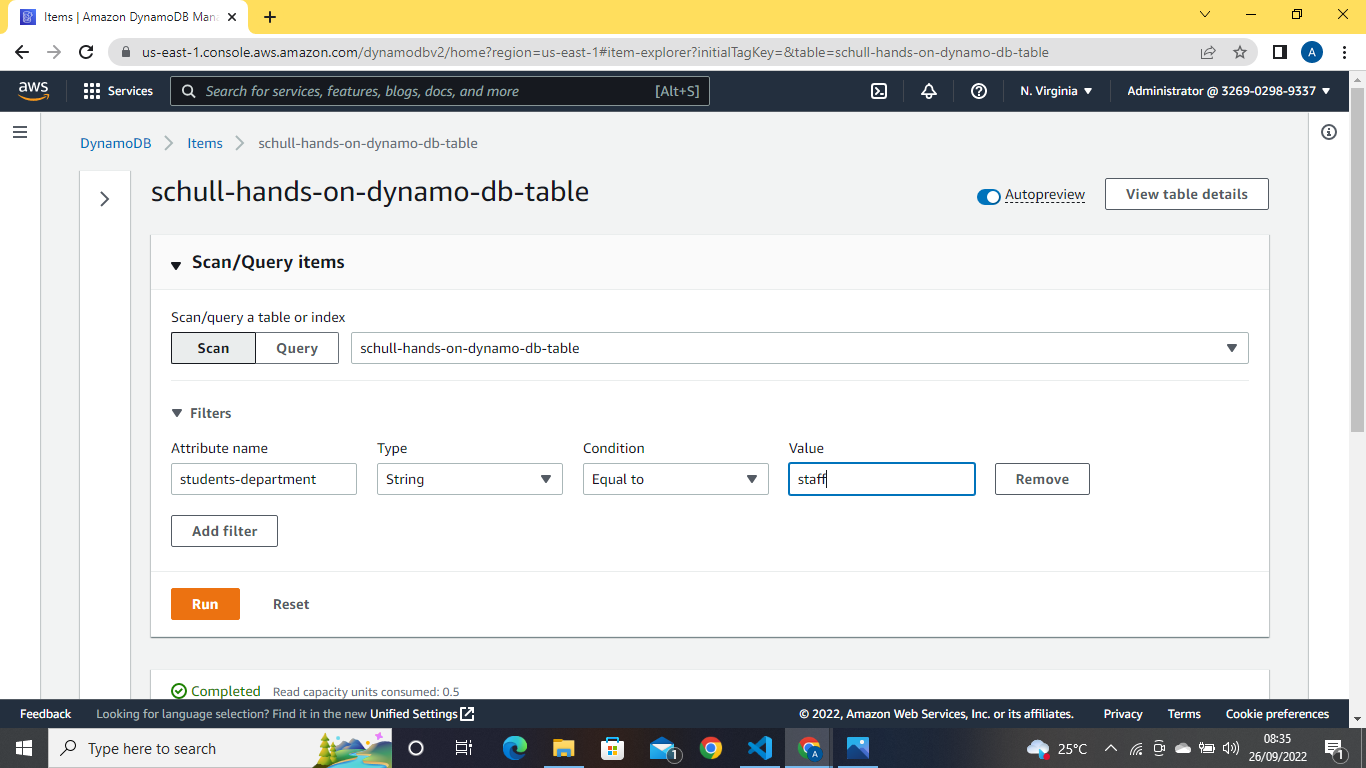 Items | Amazon DynamoDB Man
us-east-1.console.aws.amazon.com/dynamodbv2/home?region=us-east-1#item-explorer?initialTagKey=&table=schull-hands-on-dynamo-db-table
A
aws
Services
Search for services, features, blogs, docs, and more
[Alt+S]
N. Virginia
Administrator @ 3269-0298-9337
DynamoDB
Items
schull-hands-on-dynamo-db-table
schull-hands-on-dynamo-db-table
Autopreview
View table details
Scan/Query items
Scan/query a table or index
Scan
Query
schull-hands-on-dynamo-db-table
Filters
Attribute name
Type
Condition
Value
students-department
String
Equal to
staff
Remove
Add filter
Run
Reset
Completed
Read capacity units consumed: 0.5
Feedback
Looking for language selection? Find it in the new Unified Settings
© 2022, Amazon Web Services, Inc. or its affiliates.
Privacy
Terms
Cookie preferences
Type here to search
1
A
25°C
08:35
26/09/2022
1